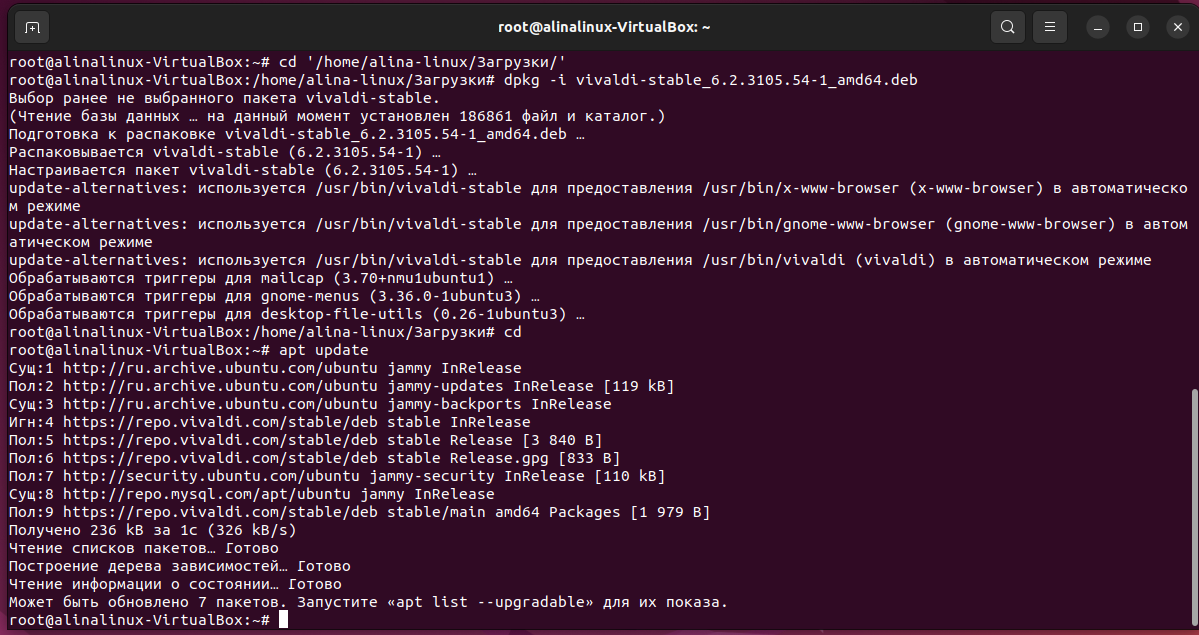 root@alinalinux-VirtualBox: ~
root@alinalinux-VirtualBox:~# cd '/home/alina-linux/Загрузки/'
root@alinalinux-VirtualBox:/home/alina-linux/Загрузки# dpkg -i vivaldi-stable_6.2.3105.54-1_amd64.deb
Выбор ранее не выбранного пакета vivaldi-stable.
(Чтение базы данных … на данный момент установлен 186861 файл и каталог.)
Подготовка к распаковке vivaldi-stable_6.2.3105.54-1_amd64.deb …
Распаковывается vivaldi-stable (6.2.3105.54-1) …
Настраивается пакет vivaldi-stable (6.2.3105.54-1) …
update-alternatives: используется /usr/bin/vivaldi-stable для предоставления /usr/bin/x-www-browser (x-www-browser) в автоматическо
м режиме
update-alternatives: используется /usr/bin/vivaldi-stable для предоставления /usr/bin/gnome-www-browser (gnome-www-browser) в автом
атическом режиме
update-alternatives: используется /usr/bin/vivaldi-stable для предоставления /usr/bin/vivaldi (vivaldi) в автоматическом режиме
Обрабатываются триггеры для mailcap (3.70+nmu1ubuntu1) …
Обрабатываются триггеры для gnome-menus (3.36.0-1ubuntu3) …
Обрабатываются триггеры для desktop-file-utils (0.26-1ubuntu3) …
root@alinalinux-VirtualBox:/home/alina-linux/Загрузки# cd
root@alinalinux-VirtualBox:~# apt update
Сущ:1 http://ru.archive.ubuntu.com/ubuntu jammy InRelease
Пол:2 http://ru.archive.ubuntu.com/ubuntu jammy-updates InRelease [119 kB]
Сущ:3 http://ru.archive.ubuntu.com/ubuntu jammy-backports InRelease
Игн:4 https://repo.vivaldi.com/stable/deb stable InRelease
Пол:5 https://repo.vivaldi.com/stable/deb stable Release [3 840 B]
Пол:6 https://repo.vivaldi.com/stable/deb stable Release.gpg [833 B]
Пол:7 http://security.ubuntu.com/ubuntu jammy-security InRelease [110 kB]
Сущ:8 http://repo.mysql.com/apt/ubuntu jammy InRelease
Пол:9 https://repo.vivaldi.com/stable/deb stable/main amd64 Packages [1 979 B]
Получено 236 kB за 1с (326 kB/s)
Чтение списков пакетов… Готово
Построение дерева зависимостей… Готово
Чтение информации о состоянии… Готово
Может быть обновлено 7 пакетов. Запустите «apt list --upgradable» для их показа.
root@alinalinux-VirtualBox:~#